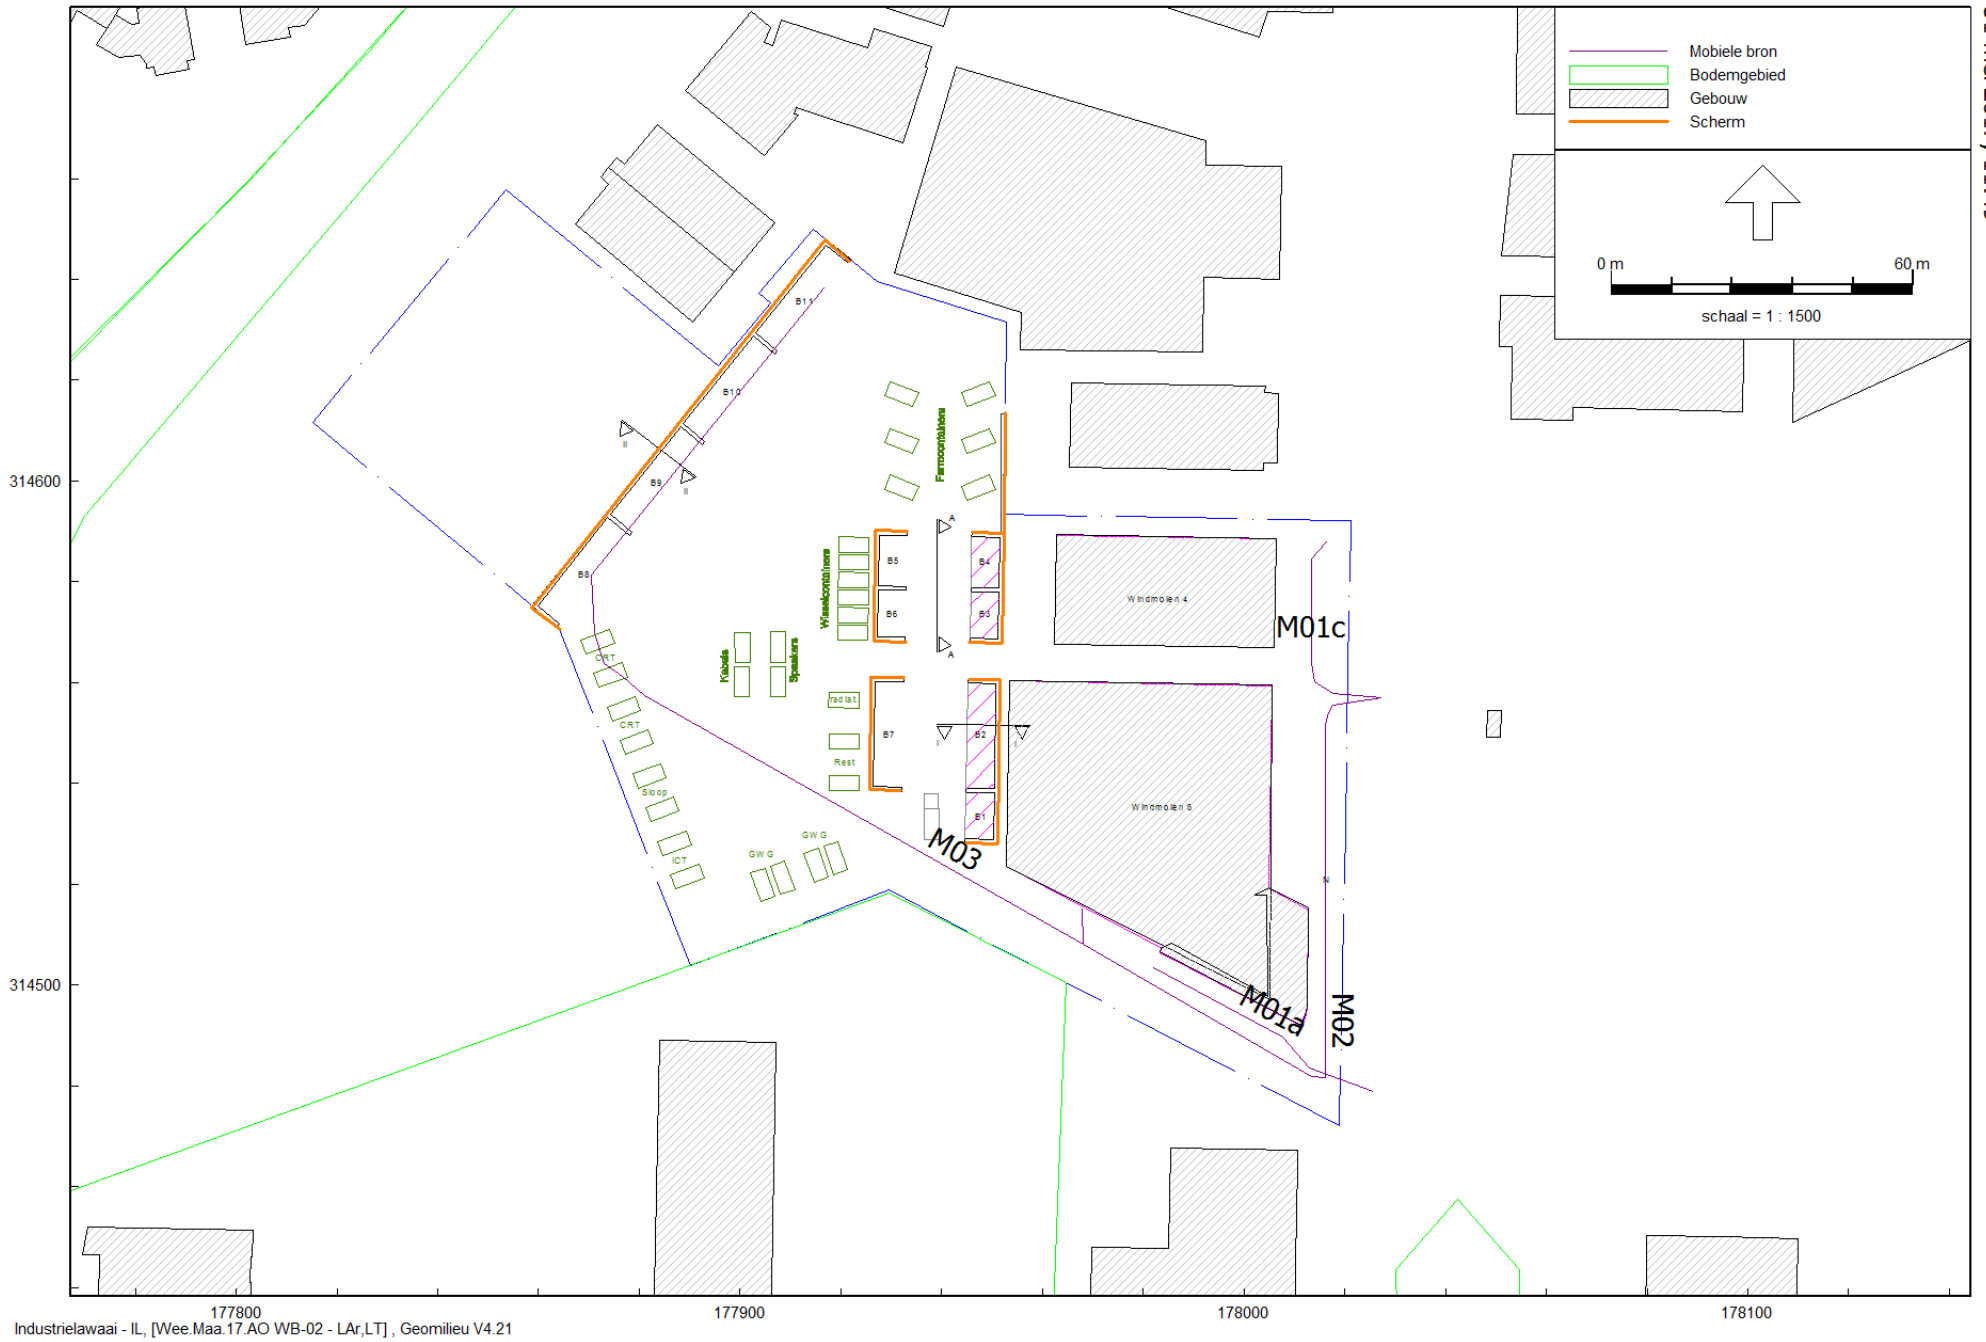 Mobiele bron
Bodemgebied
Gebouw
Scherm
0 m
60 m
schaal = 1 : 1500
B11
B10
II
B9
II
B8
Ferrocontainers
A
Wisselcontainers
B5
B4
B6
B3
A
Windmolen 4
M01c
CRT
Kabels
Speakers
radiat.
CRT
B7
B2
I
I
Rest
Sloop
B1
Windmolen 5
GWG
M03
GWG
ICT
N
M01a
M02
314600
314500
177800
177900
178000
178100
Industrielawaai - IL, [Wee.Maa.17.AO WB-02 - LAr,LT] , Geomilieu V4.21